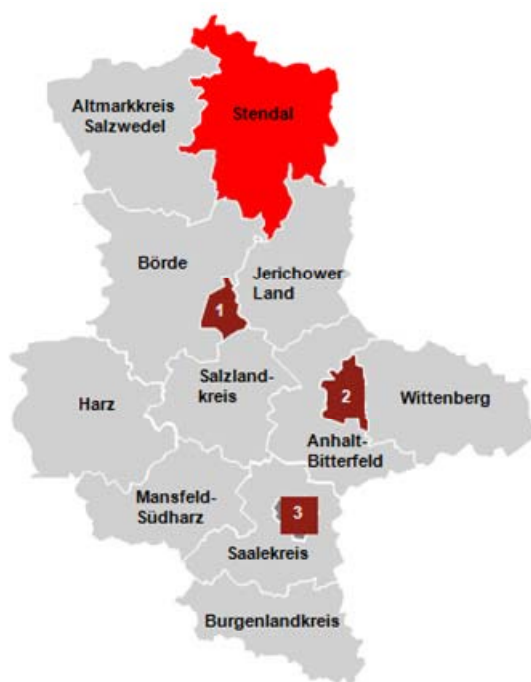 Altmarkkreis
Salzwedel
Stendal
Börde
Jerichower
Land
1
Salzland-
kreis
Harz
2
Wittenberg
Anhalt-
Bitterfeld
Mansfeld-
Südharz
3
Saalekreis
Burgenlandkreis